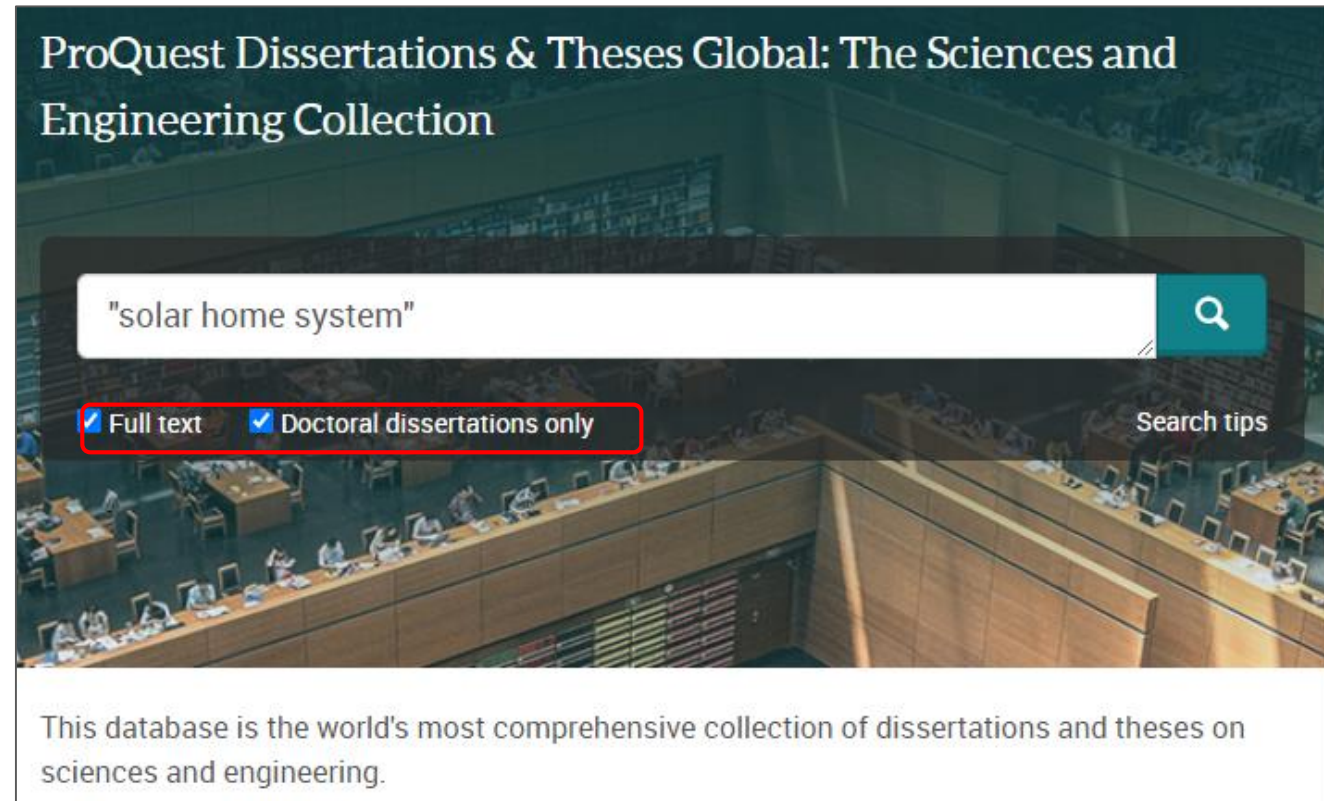 ProQuest Dissertations & Theses Global: The Sciences and
Engineering Collection
"solar home system"
Full text Doctoral dissertations only Search tips
This database is the world's most comprehensive collection of dissertations and theses on
sciences and engineering.